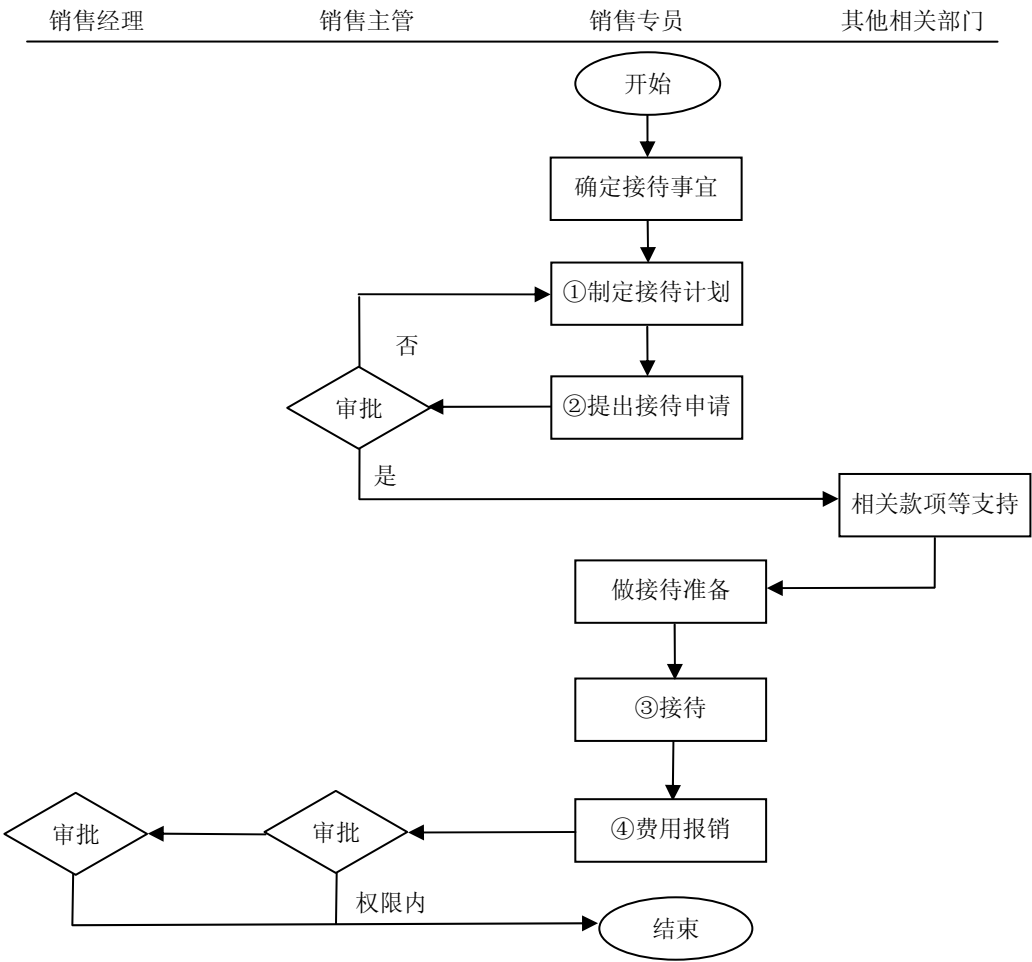 销售经理 销售主管 销售专员 其他相关部门
开始
确定接待事宜
①制定接待计划
否
审批 ②提出接待申请
是
相关款项等支持
做接待准备
③接待
审批 审批 ④费用报销
权限内
结束